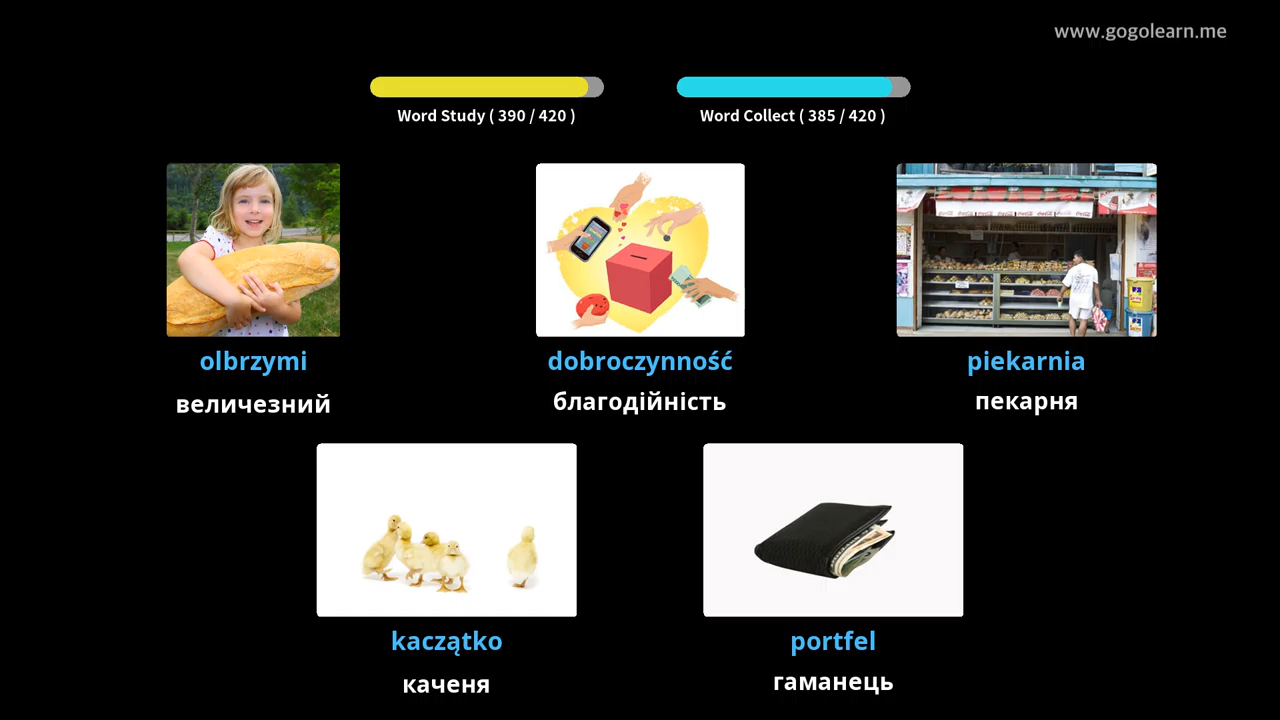 www.gogolearn.me
Word Study ( 390 / 420 )
Word Collect ( 385 / 420 )
olbrzymi
величезний
dobroczynność
благодійність
piekarnia
пекарня
kaczątko
каченя
portfel
гаманець